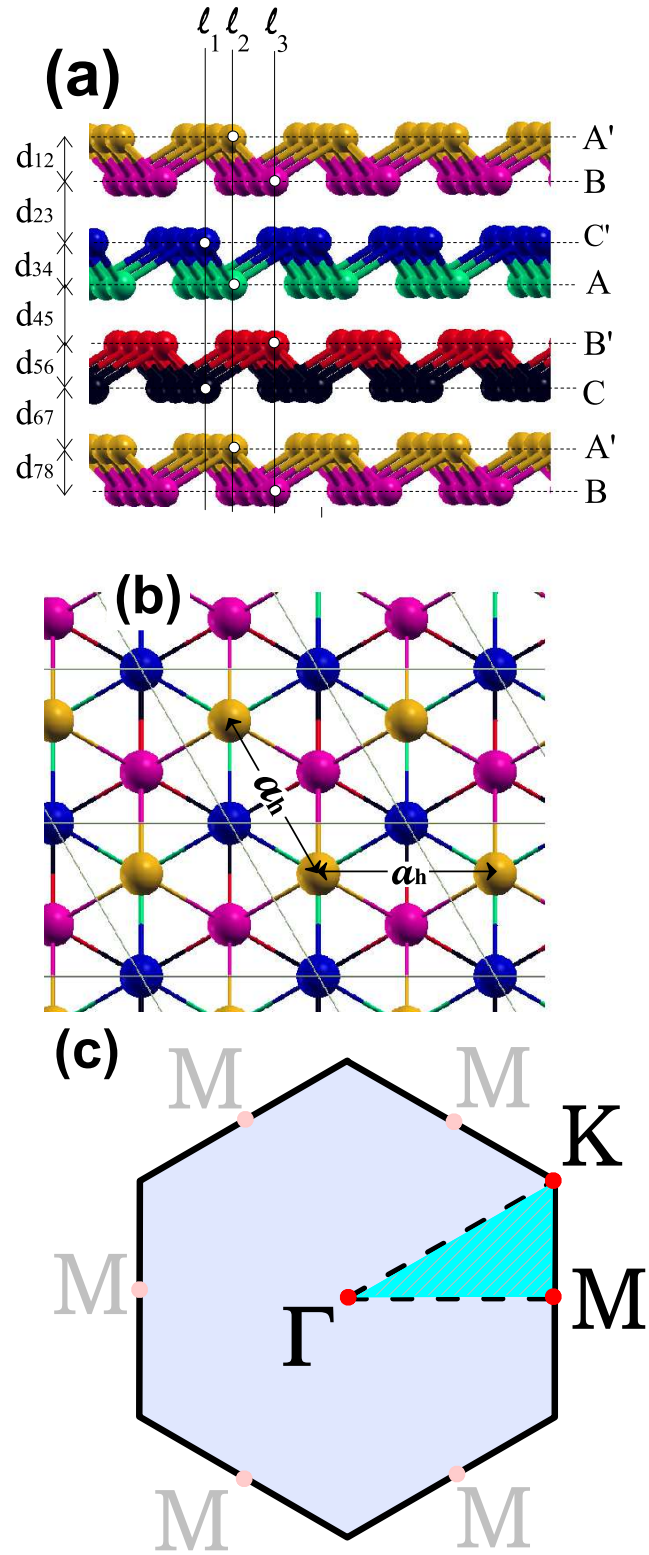 ℓ1 ℓ2 ℓ3
(a)
A'
d12
B
d23
C'
d34
A
d45
B'
d56
C
d67
A'
d78
B
(b)
ah
ah
(c)
M M
K
M
Γ M
M M